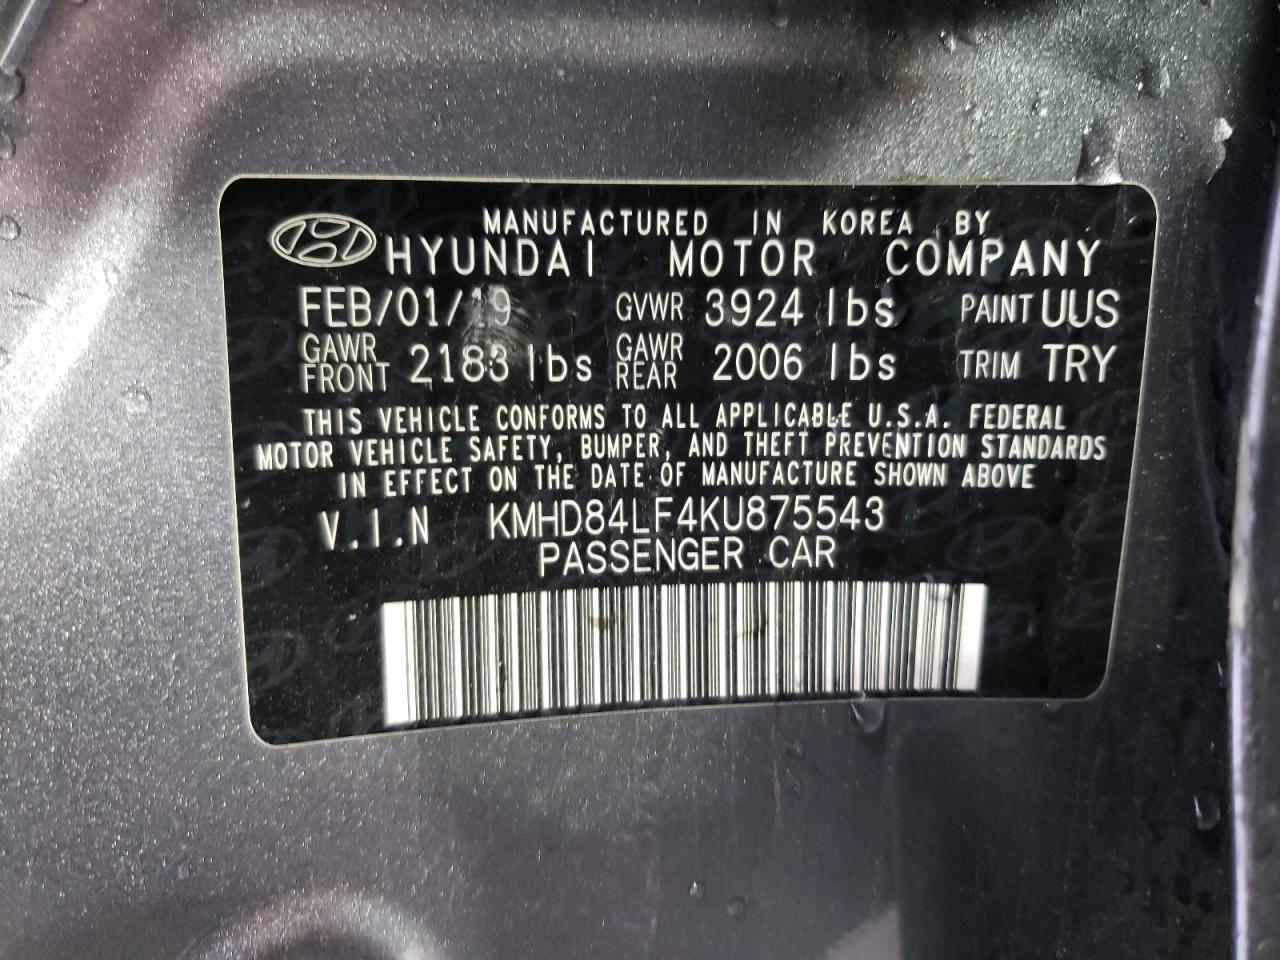 MANUFACTURED IN KOREA BY
HYUNDAI MOTOR COMPANY
FEB/01/19 GVWR 3924 lbs PAINT UUS
GAWR FRONT 2183 lbs GAWR REAR 2006 lbs TRIM TRY
THIS VEHICLE CONFORMS TO ALL APPLICABLE U.S.A. FEDERAL
MOTOR VEHICLE SAFETY, BUMPER, AND THEFT PREVENTION STANDARDS
IN EFFECT ON THE DATE OF MANUFACTURE SHOWN ABOVE
V.I.N KMHD84LF4KU875543
PASSENGER CAR